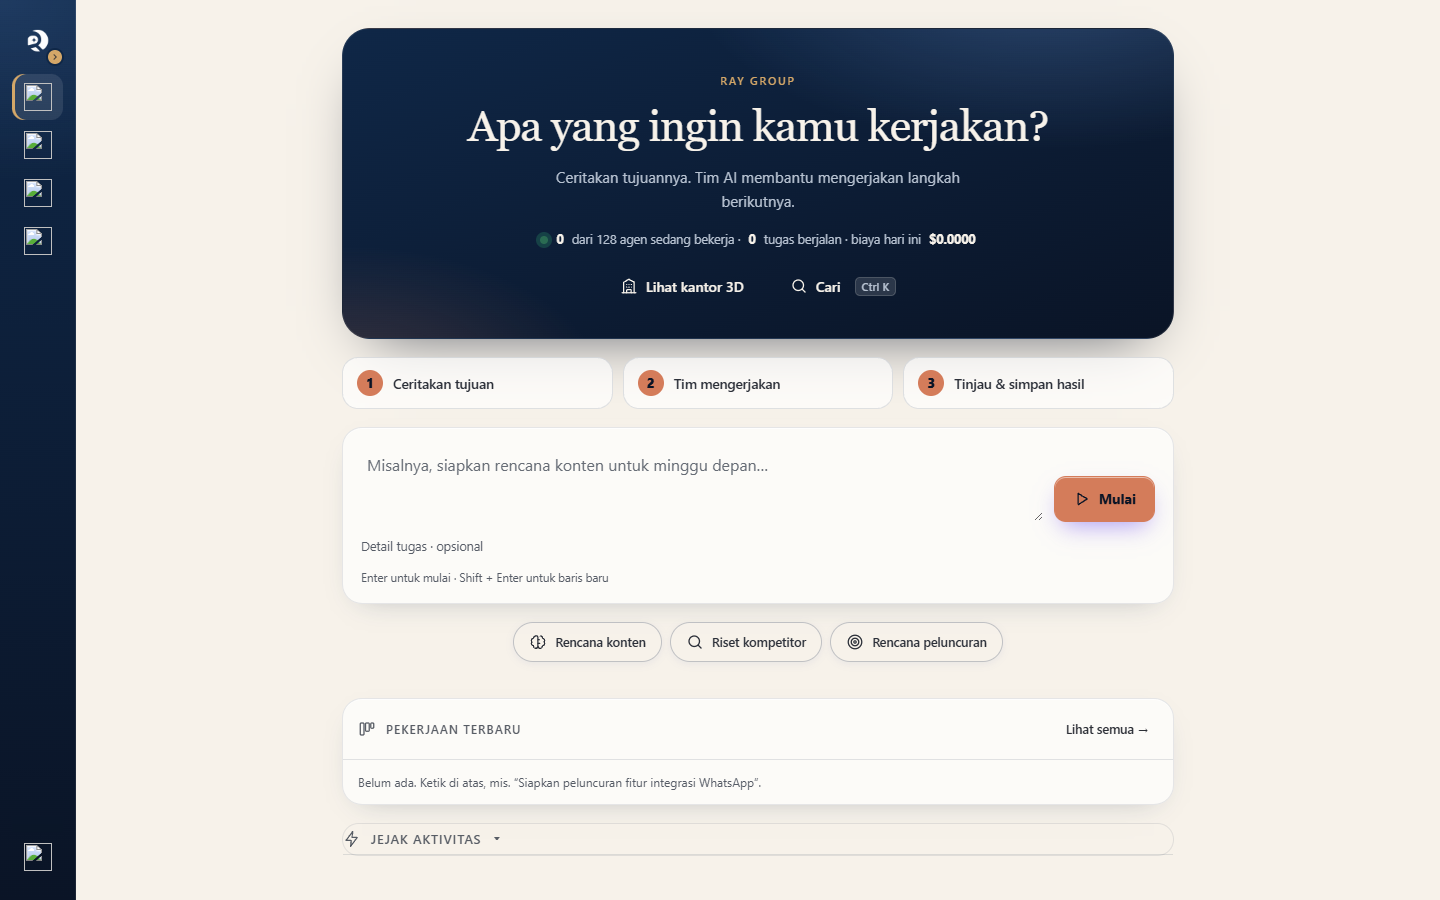 RAY GROUP
Apa yang ingin kamu kerjakan?
Ceritakan tujuannya. Tim AI membantu mengerjakan langkah
berikutnya.
0 dari 128 agen sedang bekerja · 0 tugas berjalan · biaya hari ini $0.0000
Lihat kantor 3D
Cari Ctrl K
1 Ceritakan tujuan
2 Tim mengerjakan
3 Tinjau & simpan hasil
Misalnya, siapkan rencana konten untuk minggu depan...
Mulai
Detail tugas · opsional
Enter untuk mulai · Shift + Enter untuk baris baru
Rencana konten
Riset kompetitor
Rencana peluncuran
PEKERJAAN TERBARU
Lihat semua →
Belum ada. Ketik di atas, mis. “Siapkan peluncuran fitur integrasi WhatsApp”.
JEJAK AKTIVITAS